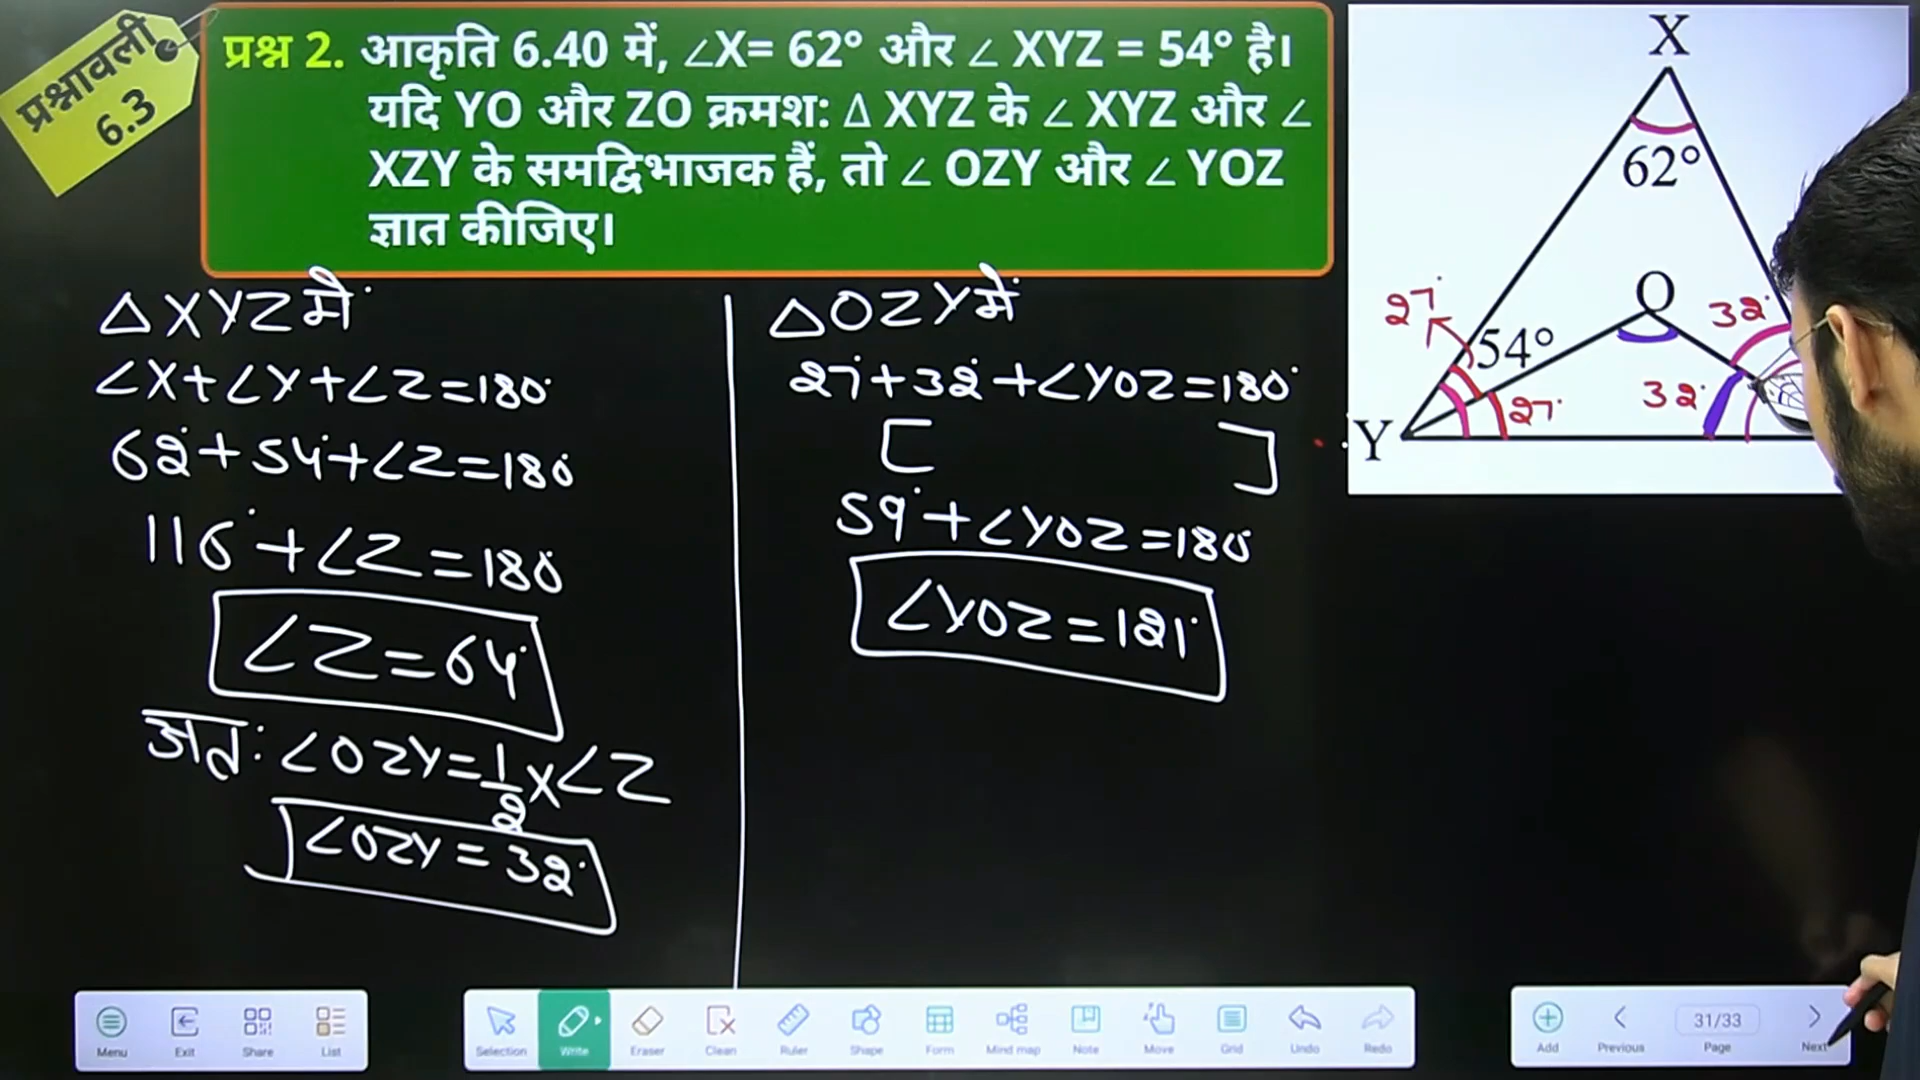 प्रश्नावली
6.3
प्रश्न 2. आकृति 6.40 में, ∠X= 62° और ∠ XYZ = 54° है।
यदि YO और ZO क्रमश: Δ XYZ के ∠ XYZ और ∠
XZY के समद्विभाजक हैं, तो ∠ OZY और ∠ YOZ
ज्ञात कीजिए।
X
62°
O
27°
54°
32°
32°
27°
Y
△XYZ में
∠X+∠Y+∠Z=180°
62°+54°+∠Z=180°
116°+∠Z=180°
∠Z=64°
अतः ∠OZY=1/2×∠Z
∠OZY=32°
△OZY में
27°+32°+∠YOZ=180°
[ ]
59°+∠YOZ=180°
∠YOZ=121°
Menu Exit Share List
Selection Write Eraser Clean Ruler Shape Form Mind map Note Move Grid Undo Redo
Add Previous 31/33 Page Next